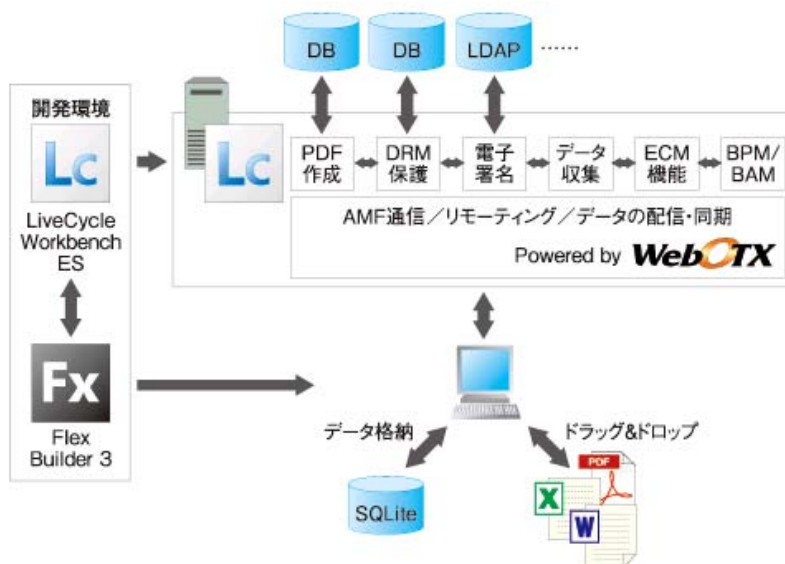 DB
DB
LDAP
……
開発環境
Lc
LiveCycle
Workbench
ES
Fx
Flex
Builder 3
Lc
PDF
作成
DRM
保護
電子
署名
データ
収集
ECM
機能
BPM/
BAM
AMF通信／リモーティング／データの配信・同期
Powered by WebOTX
データ格納
ドラッグ&ドロップ
SQLite
PDF
X
W